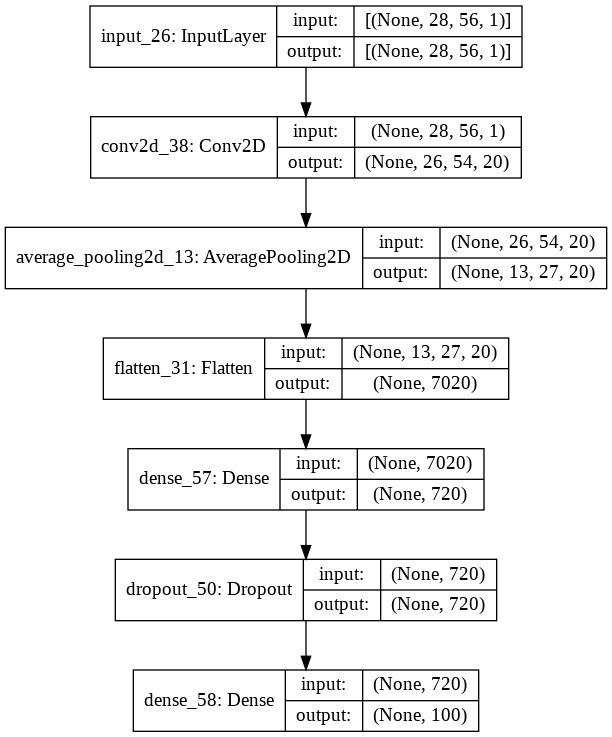 input_26: InputLayer
input:
[(None, 28, 56, 1)]
output:
[(None, 28, 56, 1)]
conv2d_38: Conv2D
input:
(None, 28, 56, 1)
output:
(None, 26, 54, 20)
average_pooling2d_13: AveragePooling2D
input:
(None, 26, 54, 20)
output:
(None, 13, 27, 20)
flatten_31: Flatten
input:
(None, 13, 27, 20)
output:
(None, 7020)
dense_57: Dense
input:
(None, 7020)
output:
(None, 720)
dropout_50: Dropout
input:
(None, 720)
output:
(None, 720)
dense_58: Dense
input:
(None, 720)
output:
(None, 100)